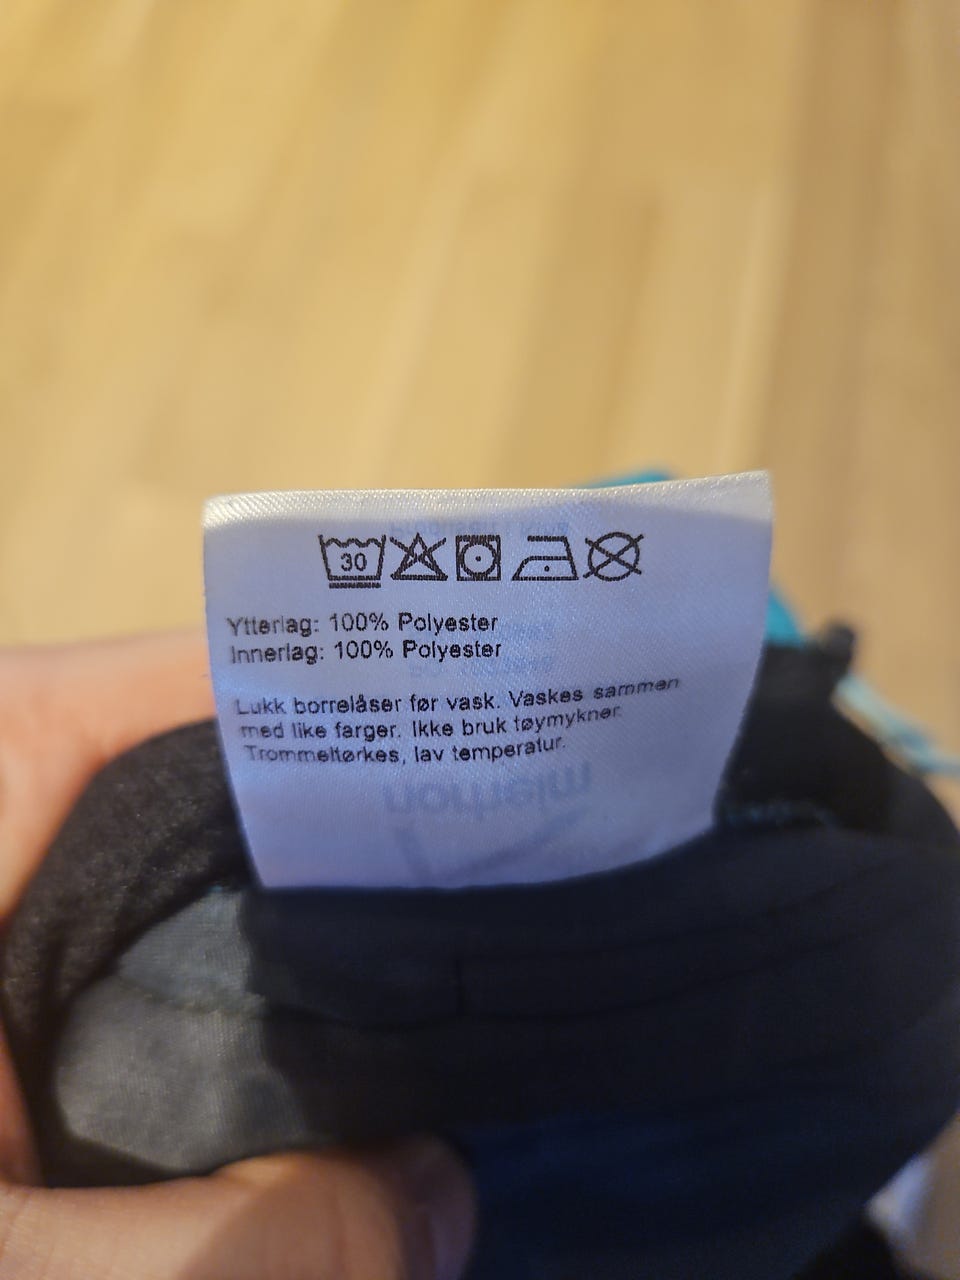 30
Ytterlag: 100% Polyester
Innerlag: 100% Polyester
Lukk borrelåser før vask. Vaskes sammen
med like farger. Ikke bruk tøymykner.
Trommeltørkes, lav temperatur.
norheim